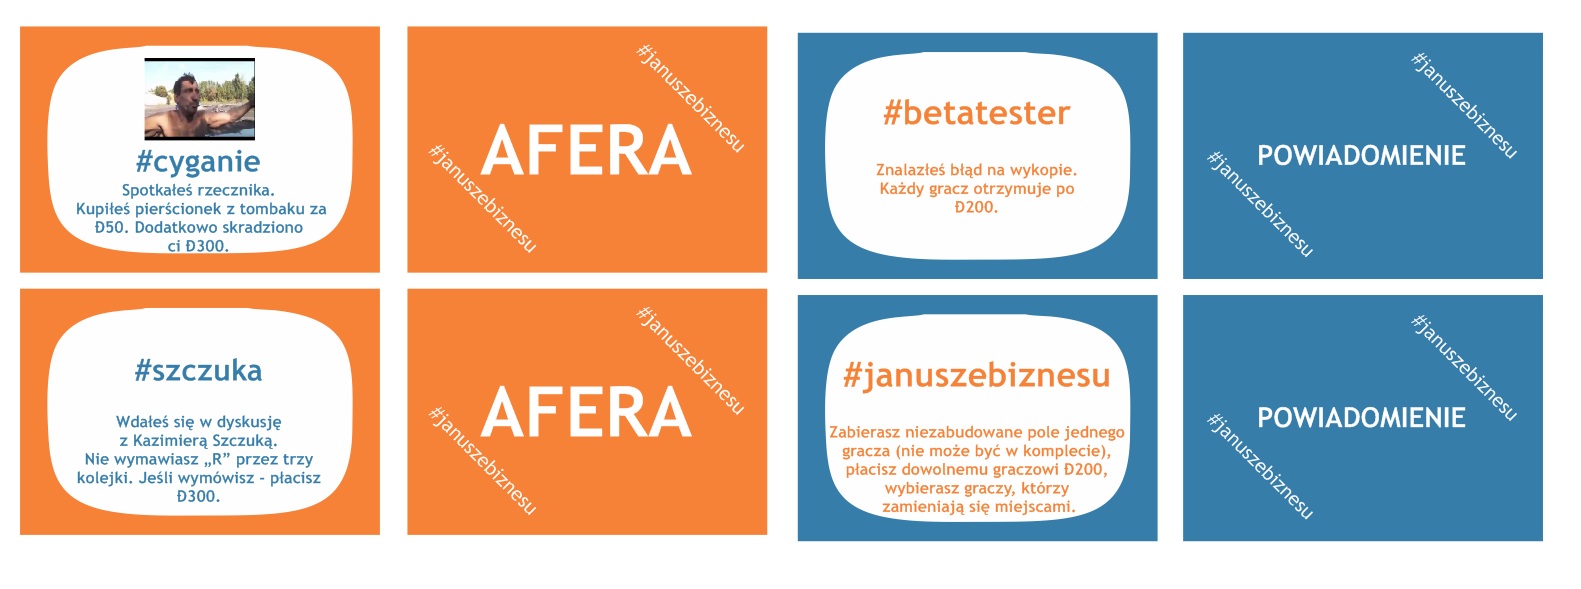 #cyganie
Spotkałeś rzecznika.
Kupiłeś pierścionek z tombaku za
Đ50. Dodatkowo skradziono
ci Đ300.
#januszebiznesu
AFERA
#januszebiznesu
#betatester
Znalazłeś błąd na wykopie.
Każdy gracz otrzymuje po
Đ200.
#januszebiznesu
POWIADOMIENIE
#januszebiznesu
#szczuka
Wdałeś się w dyskusję
z Kazimierą Szczuką.
Nie wymawiasz „R” przez trzy
kolejki. Jeśli wymówisz - płacisz
Đ300.
#januszebiznesu
AFERA
#januszebiznesu
#januszebiznesu
Zabierasz niezabudowane pole jednego
gracza (nie może być w komplecie),
płacisz dowolnemu graczowi Đ200,
wybierasz graczy, którzy
zamieniają się miejscami.
#januszebiznesu
POWIADOMIENIE
#januszebiznesu